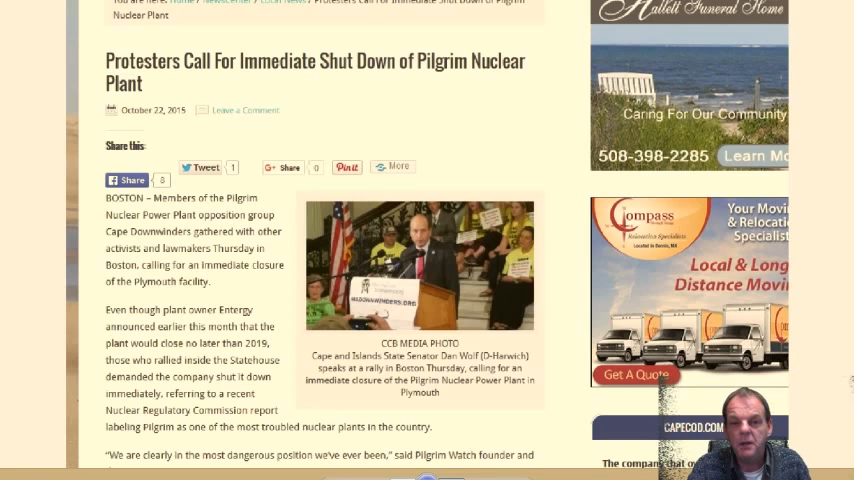 You are here: Home / NewsCenter / Local News / Protesters Call For Immediate Shut Down of Pilgrim
Nuclear Plant
Protesters Call For Immediate Shut Down of Pilgrim Nuclear
Plant
October 22, 2015 Leave a Comment
Share this:
Tweet 1 Share 0 Pin it More
Share 8
BOSTON – Members of the Pilgrim
Nuclear Power Plant opposition group
Cape Downwinders gathered with other
activists and lawmakers Thursday in
Boston, calling for an immediate closure
of the Plymouth facility.
Even though plant owner Entergy
announced earlier this month that the
plant would close no later than 2019,
those who rallied inside the Statehouse
demanded the company shut it down
immediately, referring to a recent
Nuclear Regulatory Commission report
labeling Pilgrim as one of the most troubled nuclear plants in the country.
"We are clearly in the most dangerous position we've ever been," said Pilgrim Watch founder and
MADOWNWINDERS.ORG
CCB MEDIA PHOTO
Cape and Islands State Senator Dan Wolf (D-Harwich)
speaks at a rally in Boston Thursday, calling for an
immediate closure of the Pilgrim Nuclear Power Plant in
Plymouth
Hallett Funeral Home
Caring For Our Community
508-398-2285 Learn Mo
Compass
Relocation Specialists
Your Movi
& Relocati
Specialist
Local & Long
Distance Movi
Get A Quote
CAPECOD.COM
The company that ow